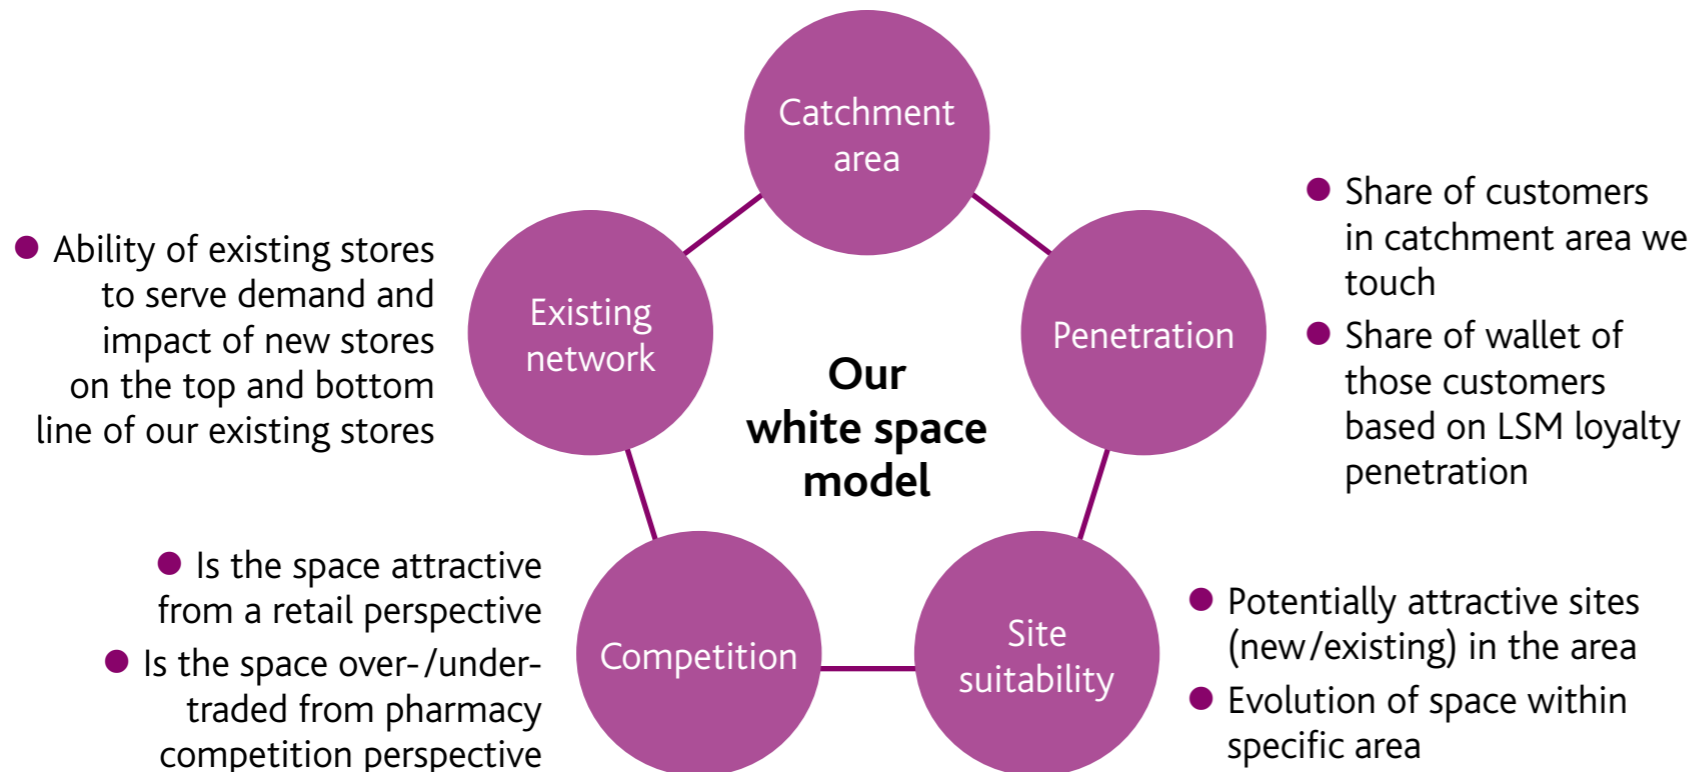 Catchment
area
● Share of customers
in catchment area we
touch
● Share of wallet of
those customers
based on LSM loyalty
penetration
Penetration
● Ability of existing stores
to serve demand and
impact of new stores
on the top and bottom
line of our existing stores
Existing
network
Our
white space
model
● Is the space attractive
from a retail perspective
● Is the space over-/under-
traded from pharmacy
competition perspective
Competition
Site
suitability
● Potentially attractive sites
(new/existing) in the area
● Evolution of space within
specific area